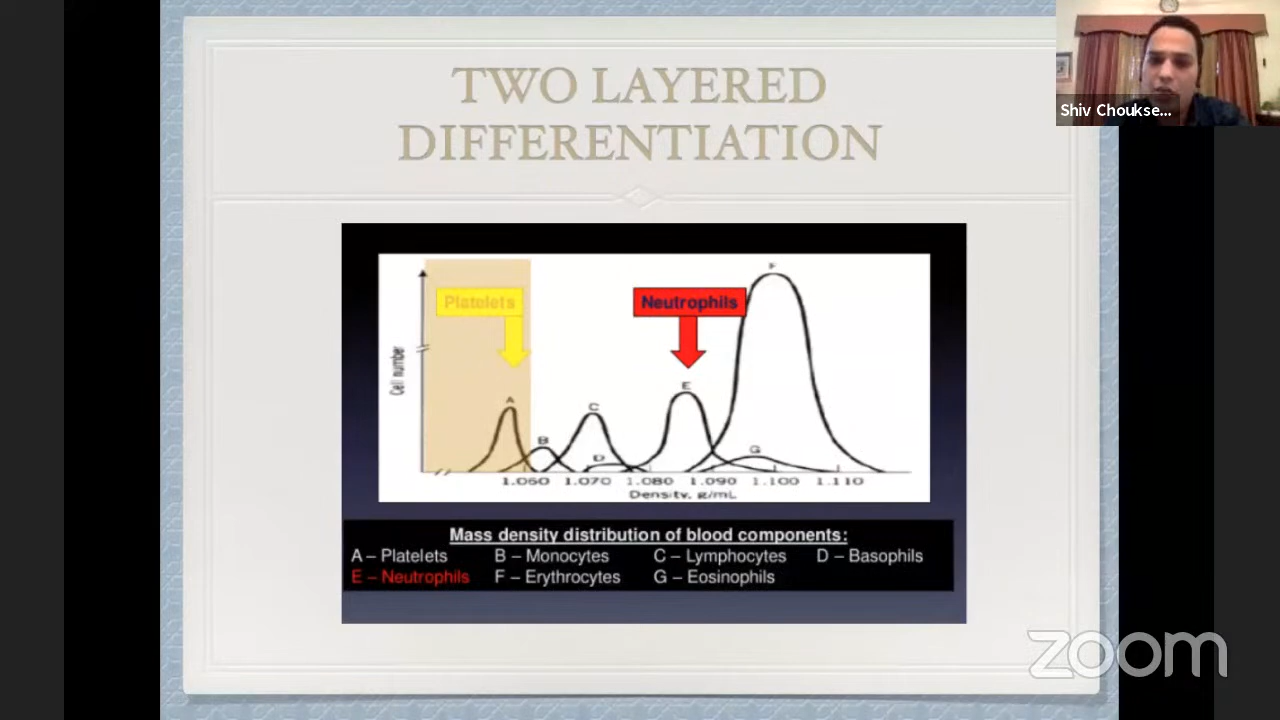 TWO LAYERED
DIFFERENTIATION
Shiv Choukse...
Platelets
Neutrophils
Cell number
A
B
C
D
E
F
G
1.060 1.070 1.080 1.090 1.100 1.110
Density, g/mL
Mass density distribution of blood components:
A – Platelets B – Monocytes C – Lymphocytes D – Basophils
E – Neutrophils F – Erythrocytes G – Eosinophils
zoom